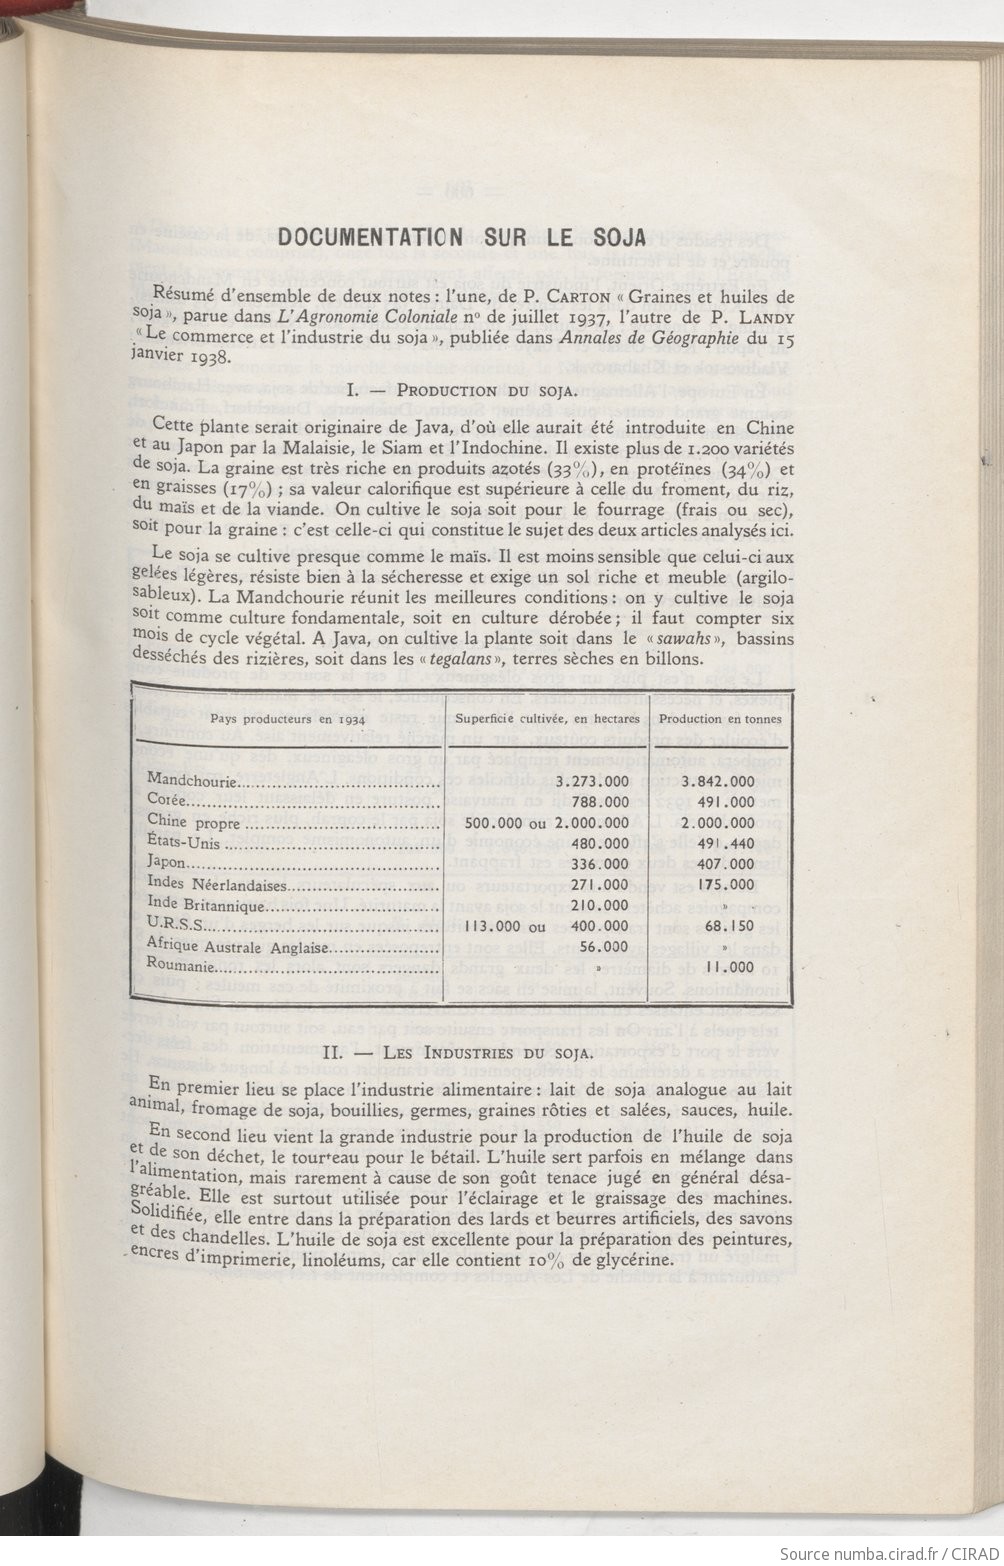 DOCUMENTATION SUR LE SOJA
Résumé d'ensemble de deux notes : l'une, de P. CARTON « Graines et huiles de
soja », parue dans L'Agronomie Coloniale nº de juillet 1937, l'autre de P. LANDY
« Le commerce et l'industrie du soja », publiée dans Annales de Géographie du 15
janvier 1938.
I. — PRODUCTION DU SOJA.
Cette plante serait originaire de Java, d'où elle aurait été introduite en Chine
et au Japon par la Malaisie, le Siam et l'Indochine. Il existe plus de 1.200 variétés
de soja. La graine est très riche en produits azotés (33%), en protéïnes (34%) et
en graisses (17%) ; sa valeur calorifique est supérieure à celle du froment, du riz,
du maïs et de la viande. On cultive le soja soit pour le fourrage (frais ou sec),
soit pour la graine : c'est celle-ci qui constitue le sujet des deux articles analysés ici.
Le soja se cultive presque comme le maïs. Il est moins sensible que celui-ci aux
gelées légères, résiste bien à la sécheresse et exige un sol riche et meuble (argilo-
sableux). La Mandchourie réunit les meilleures conditions : on y cultive le soja
soit comme culture fondamentale, soit en culture dérobée ; il faut compter six
mois de cycle végétal. A Java, on cultive la plante soit dans le « sawahs », bassins
desséchés des rizières, soit dans les « tegalans », terres sèches en billons.
Pays producteurs en 1934 Superficie cultivée, en hectares Production en tonnes
Mandchourie 3.273.000 3.842.000
Corée 788.000 491.000
Chine propre 500.000 ou 2.000.000 2.000.000
États-Unis 480.000 491.440
Japon 336.000 407.000
Indes Néerlandaises 271.000 175.000
Inde Britannique 210.000 »
U.R.S.S. 113.000 ou 400.000 68.150
Afrique Australe Anglaise 56.000 »
Roumanie » 11.000
II. — LES INDUSTRIES DU SOJA.
En premier lieu se place l'industrie alimentaire : lait de soja analogue au lait
animal, fromage de soja, bouillies, germes, graines rôties et salées, sauces, huile.
En second lieu vient la grande industrie pour la production de l'huile de soja
et de son déchet, le tourteau pour le bétail. L'huile sert parfois en mélange dans
l'alimentation, mais rarement à cause de son goût tenace jugé en général désa-
gréable. Elle est surtout utilisée pour l'éclairage et le graissage des machines.
Solidifiée, elle entre dans la préparation des lards et beurres artificiels, des savons
et des chandelles. L'huile de soja est excellente pour la préparation des peintures,
encres d'imprimerie, linoléums, car elle contient 10% de glycérine.
Source numba.cirad.fr / CIRAD